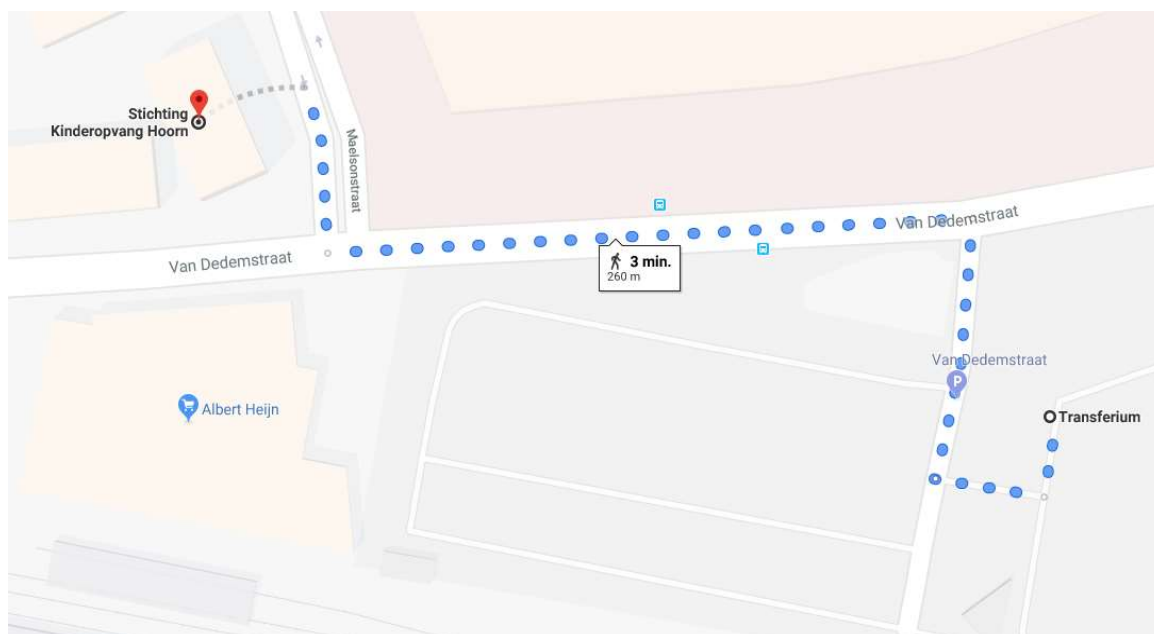 Stichting
Kinderopvang Hoorn
Maelsonstraat
Van Dedemstraat
Van Dedemstraat
3 min.
260 m
Van Dedemstraat
P
Albert Heijn
Transferium